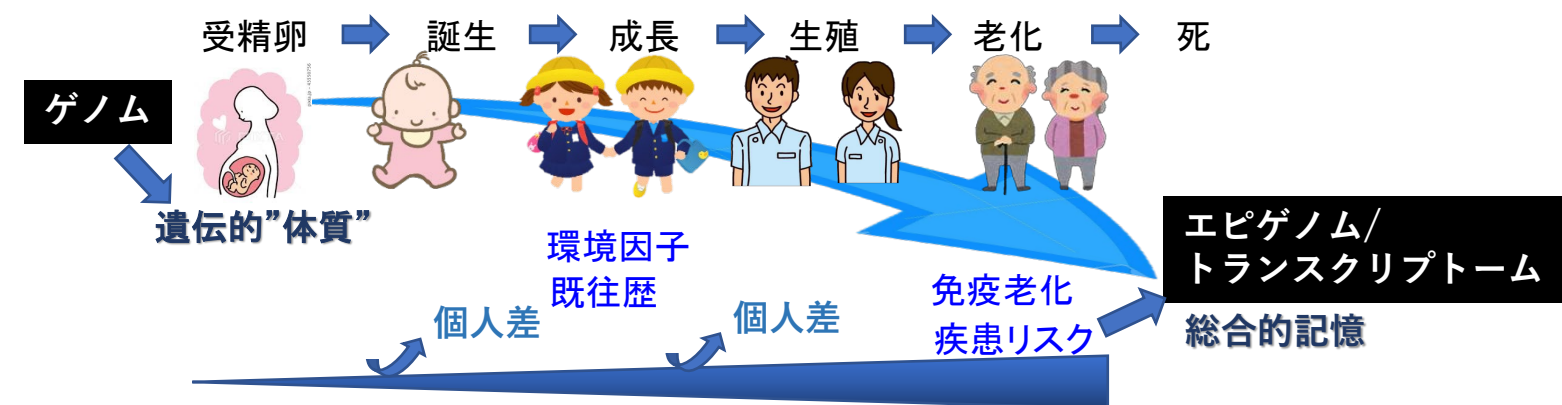 受精卵 誕生 成長 生殖 老化 死
ゲノム
遺伝的”体質”
環境因子
既往歴
個人差
個人差
免疫老化
疾患リスク
エピゲノム/
トランスクリプトーム
総合的記憶